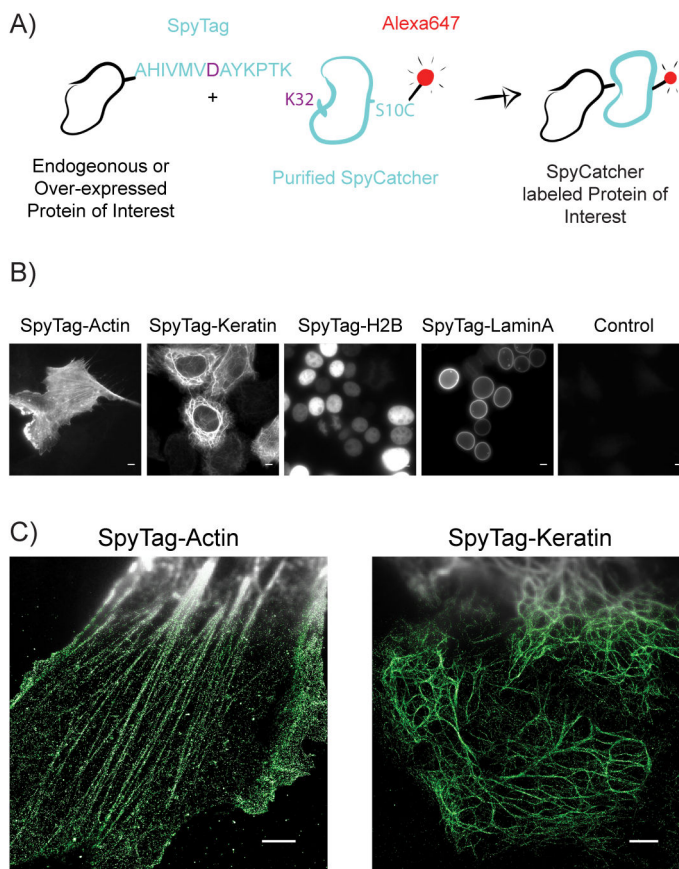 A)
SpyTag
Alexa647
AHIVMVDAYKPTK
+
K32
S10C
Endogeonous or
Over-expressed
Protein of Interest
Purified SpyCatcher
SpyCatcher
labeled Protein of
Interest
B)
SpyTag-Actin SpyTag-Keratin SpyTag-H2B SpyTag-LaminA Control
C)
SpyTag-Actin SpyTag-Keratin